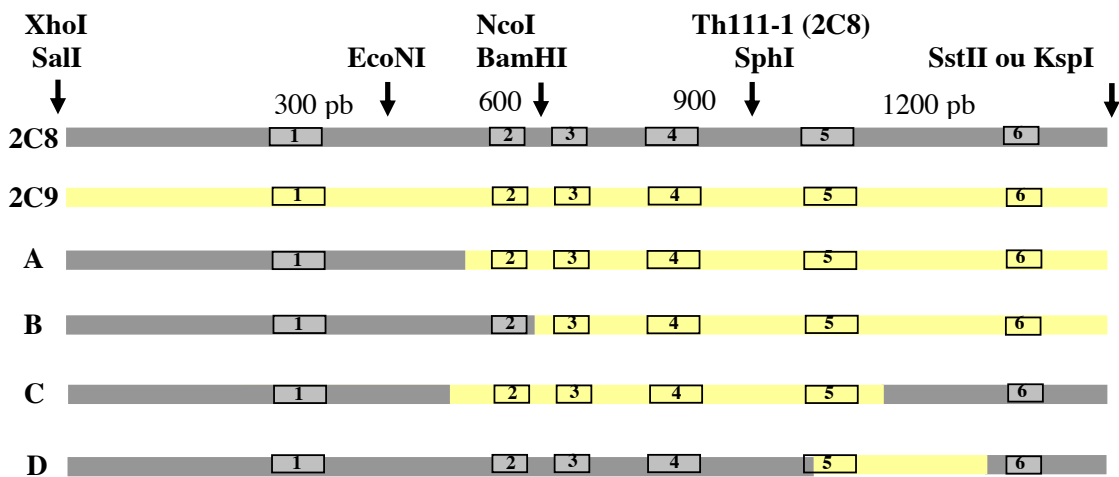 XhoI NcoI Th111-1 (2C8)
SalI EcoNI BamHI SphI SstII ou KspI
300 pb 600 900 1200 pb
2C8 1 2 3 4 5 6
2C9 1 2 3 4 5 6
A 1 2 3 4 5 6
B 1 2 3 4 5 6
C 1 2 3 4 5 6
D 1 2 3 4 5 6